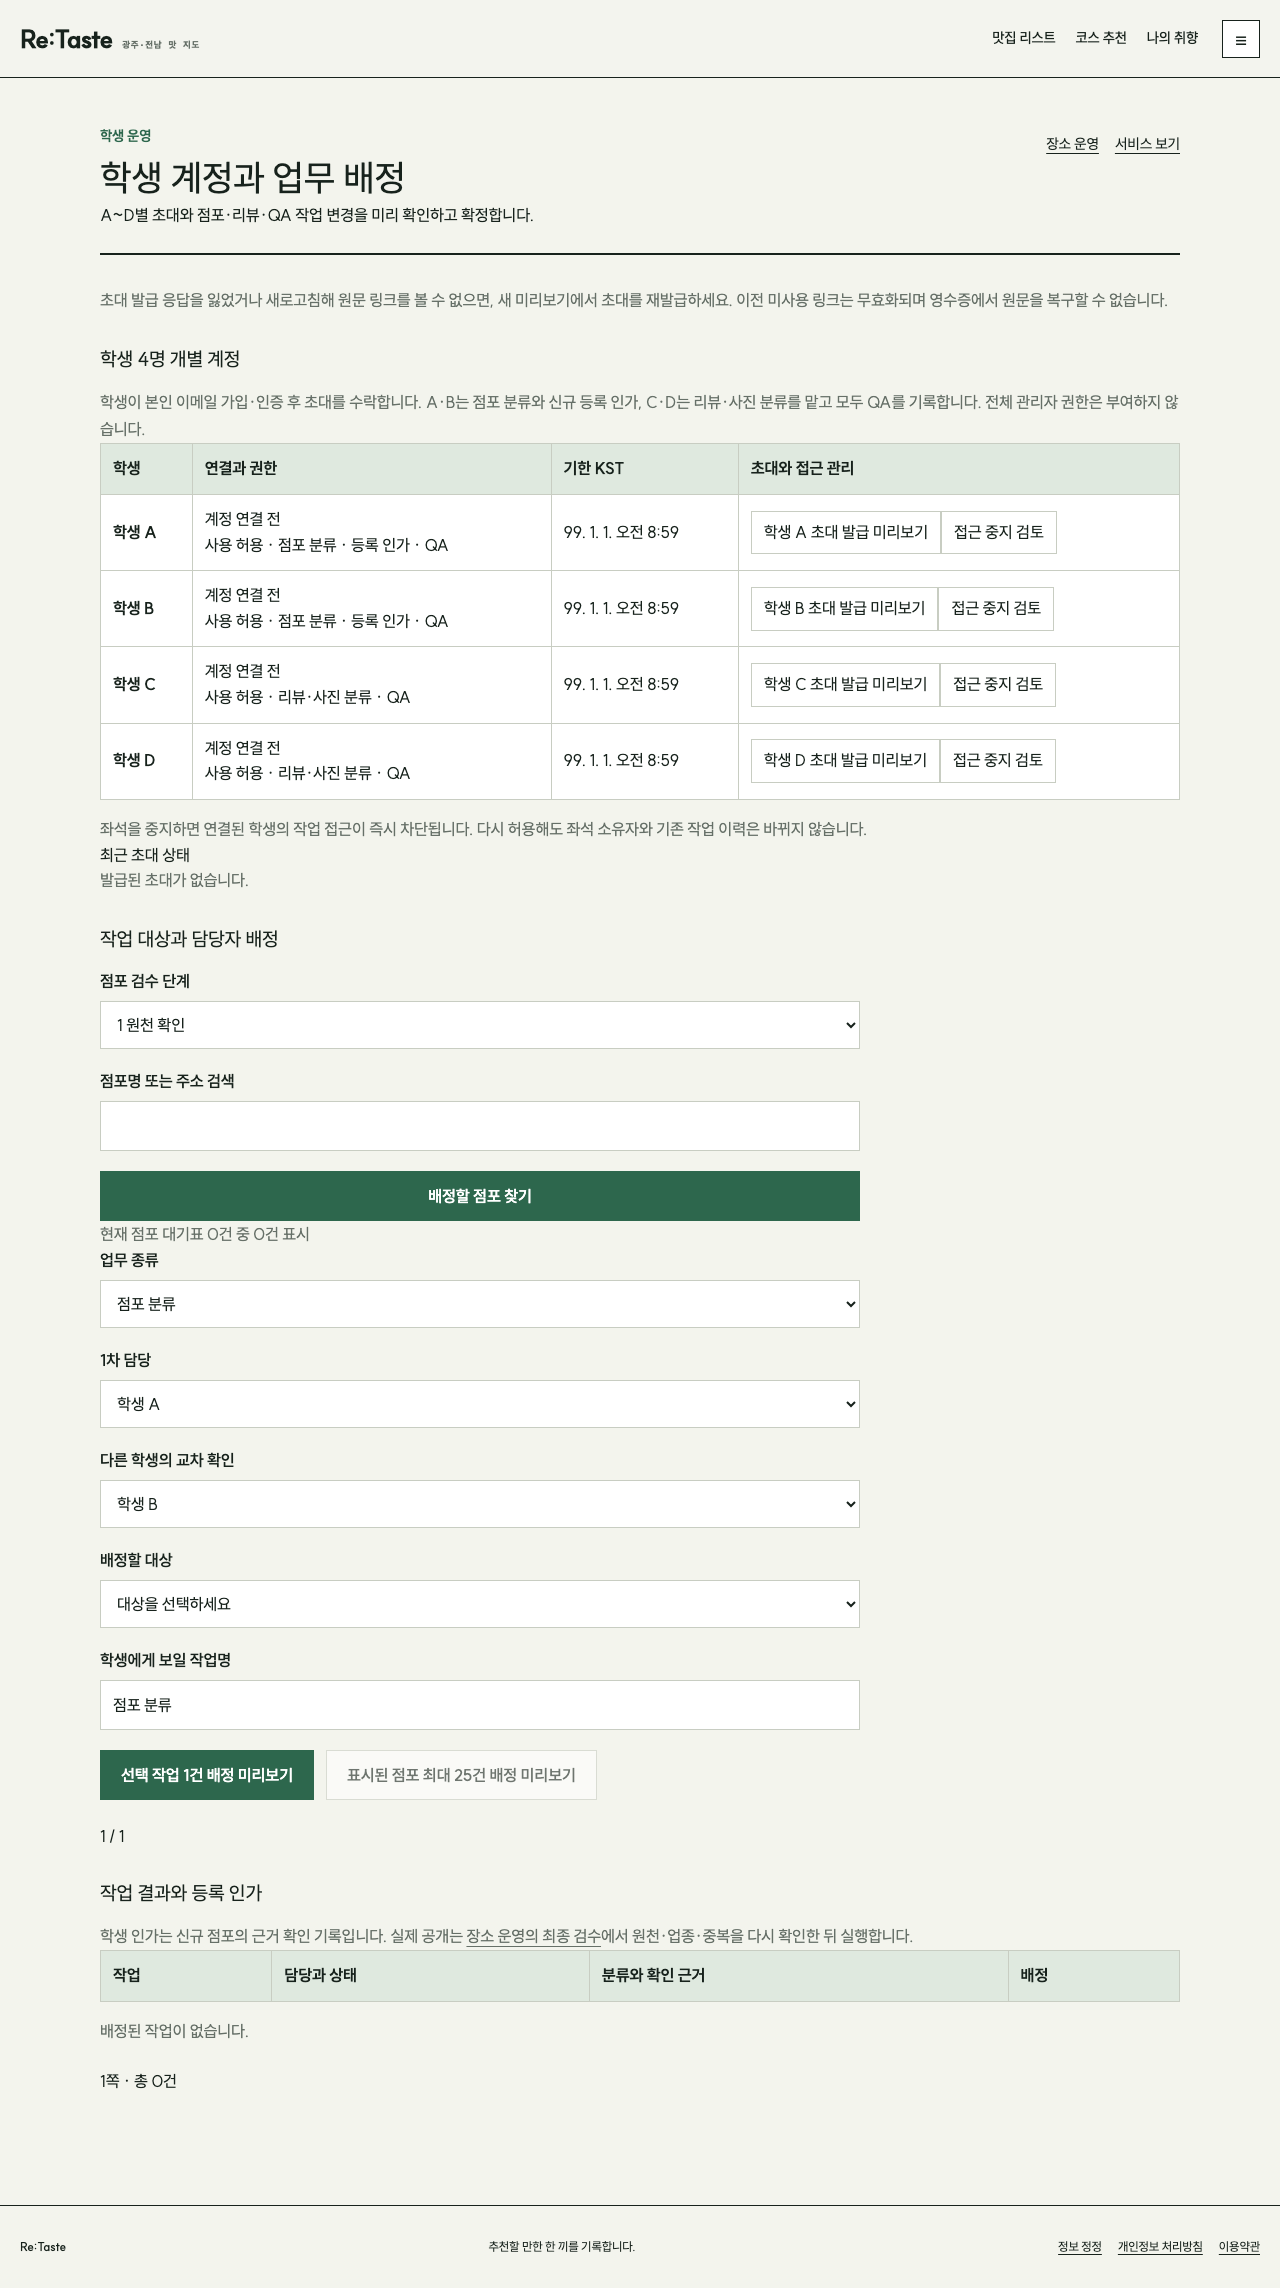 Re:Taste 광주·전남 맛 지도
맛집 리스트 코스 추천 나의 취향 ≡
학생 운영
장소 운영 서비스 보기
학생 계정과 업무 배정
A~D별 초대와 점포·리뷰·QA 작업 변경을 미리 확인하고 확정합니다.
초대 발급 응답을 잃었거나 새로고침해 원문 링크를 볼 수 없으면, 새 미리보기에서 초대를 재발급하세요. 이전 미사용 링크는 무효화되며 영수증에서 원문을 복구할 수 없습니다.
학생 4명 개별 계정
학생이 본인 이메일 가입·인증 후 초대를 수락합니다. A·B는 점포 분류와 신규 등록 인가, C·D는 리뷰·사진 분류를 맡고 모두 QA를 기록합니다. 전체 관리자 권한은 부여하지 않
습니다.
학생 연결과 권한 기한 KST 초대와 접근 관리
학생 A
계정 연결 전
사용 허용 · 점포 분류 · 등록 인가 · QA
99. 1. 1. 오전 8:59
학생 A 초대 발급 미리보기 접근 중지 검토
학생 B
계정 연결 전
사용 허용 · 점포 분류 · 등록 인가 · QA
99. 1. 1. 오전 8:59
학생 B 초대 발급 미리보기 접근 중지 검토
학생 C
계정 연결 전
사용 허용 · 리뷰·사진 분류 · QA
99. 1. 1. 오전 8:59
학생 C 초대 발급 미리보기 접근 중지 검토
학생 D
계정 연결 전
사용 허용 · 리뷰·사진 분류 · QA
99. 1. 1. 오전 8:59
학생 D 초대 발급 미리보기 접근 중지 검토
좌석을 중지하면 연결된 학생의 작업 접근이 즉시 차단됩니다. 다시 허용해도 좌석 소유자와 기존 작업 이력은 바뀌지 않습니다.
최근 초대 상태
발급된 초대가 없습니다.
작업 대상과 담당자 배정
점포 검수 단계
1 원천 확인
점포명 또는 주소 검색
배정할 점포 찾기
현재 점포 대기표 0건 중 0건 표시
업무 종류
점포 분류
1차 담당
학생 A
다른 학생의 교차 확인
학생 B
배정할 대상
대상을 선택하세요
학생에게 보일 작업명
점포 분류
선택 작업 1건 배정 미리보기 표시된 점포 최대 25건 배정 미리보기
1 / 1
작업 결과와 등록 인가
학생 인가는 신규 점포의 근거 확인 기록입니다. 실제 공개는 장소 운영의 최종 검수에서 원천·업종·중복을 다시 확인한 뒤 실행합니다.
작업 담당과 상태 분류와 확인 근거 배정
배정된 작업이 없습니다.
1쪽 · 총 0건
Re:Taste 추천할 만한 한 끼를 기록합니다. 정보 정정 개인정보 처리방침 이용약관